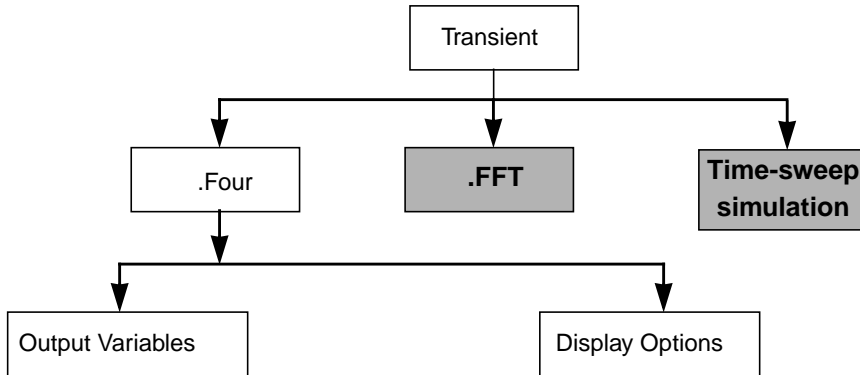 Transient
.Four
.FFT
Time-sweep
simulation
Output Variables
Display Options